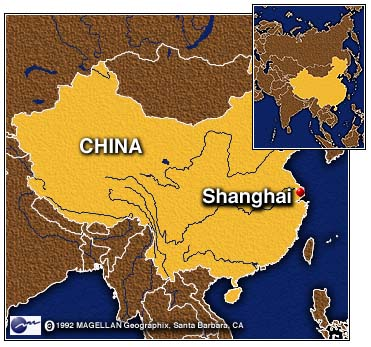 CHINA
Shanghai
© 1992 MAGELLAN Geographix, Santa Barbara, CA